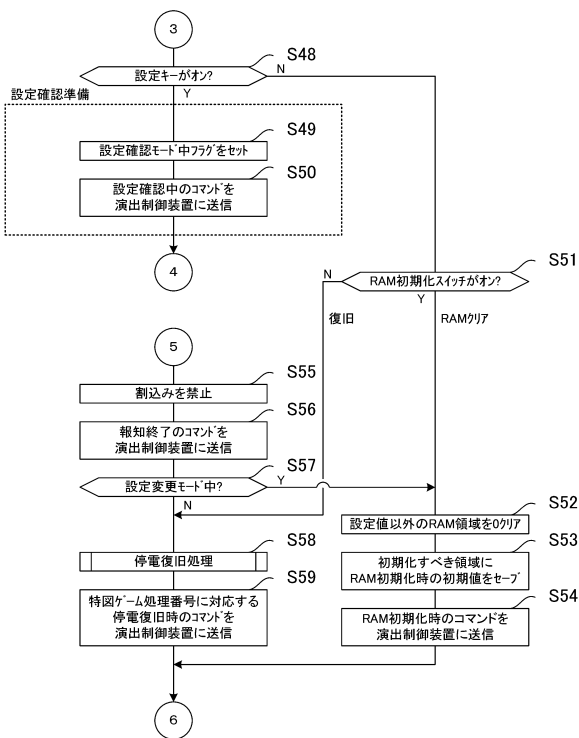 3
S48
設定キーがオン?
N
Y
設定確認準備
S49
設定確認モード中フラグをセット
S50
設定確認中のコマンドを
演出制御装置に送信
4
S51
RAM初期化スイッチがオン?
N
Y
復旧
RAMクリア
5
S55
割込みを禁止
S56
報知終了のコマンドを
演出制御装置に送信
S57
設定変更モード中?
Y
N
S52
設定値以外のRAM領域を0クリア
S53
初期化すべき領域に
RAM初期化時の初期値をセーブ
S54
RAM初期化時のコマンドを
演出制御装置に送信
S58
停電復旧処理
S59
特図ゲーム処理番号に対応する
停電復旧時のコマンドを
演出制御装置に送信
6